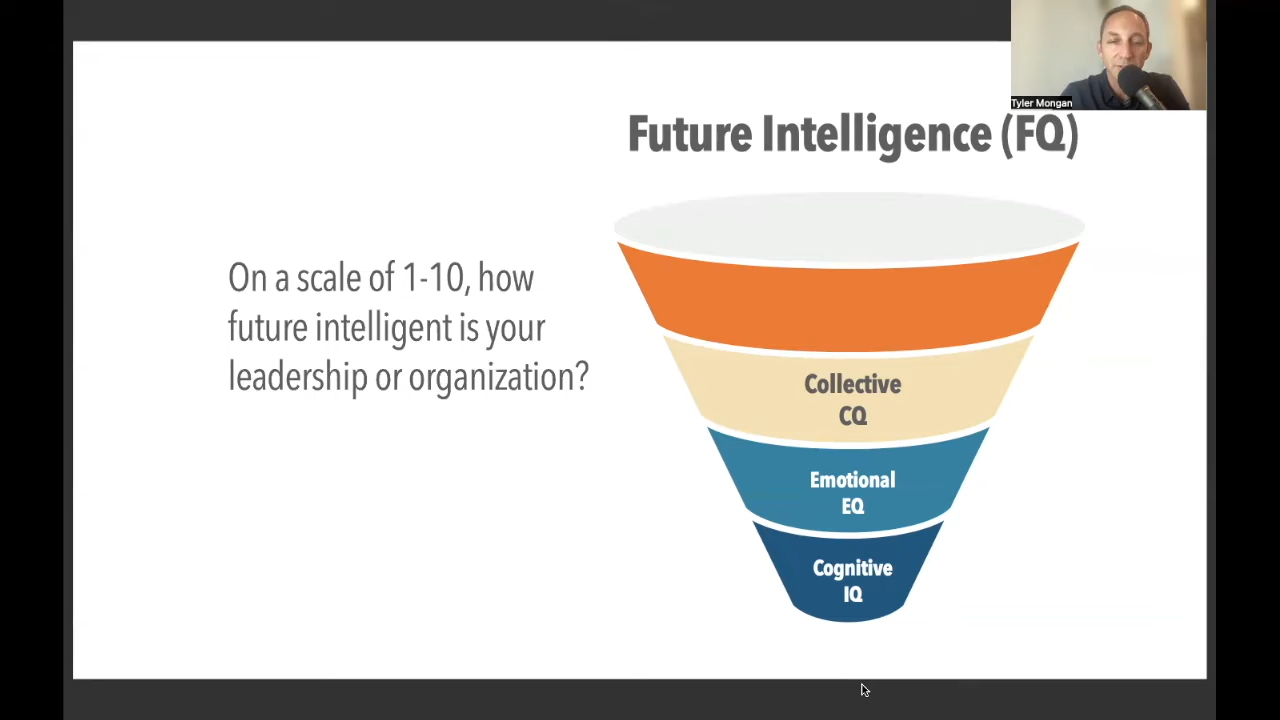 Tyler Mongan
Future Intelligence (FQ)
On a scale of 1-10, how
future intelligent is your
leadership or organization?
Collective
CQ
Emotional
EQ
Cognitive
IQ